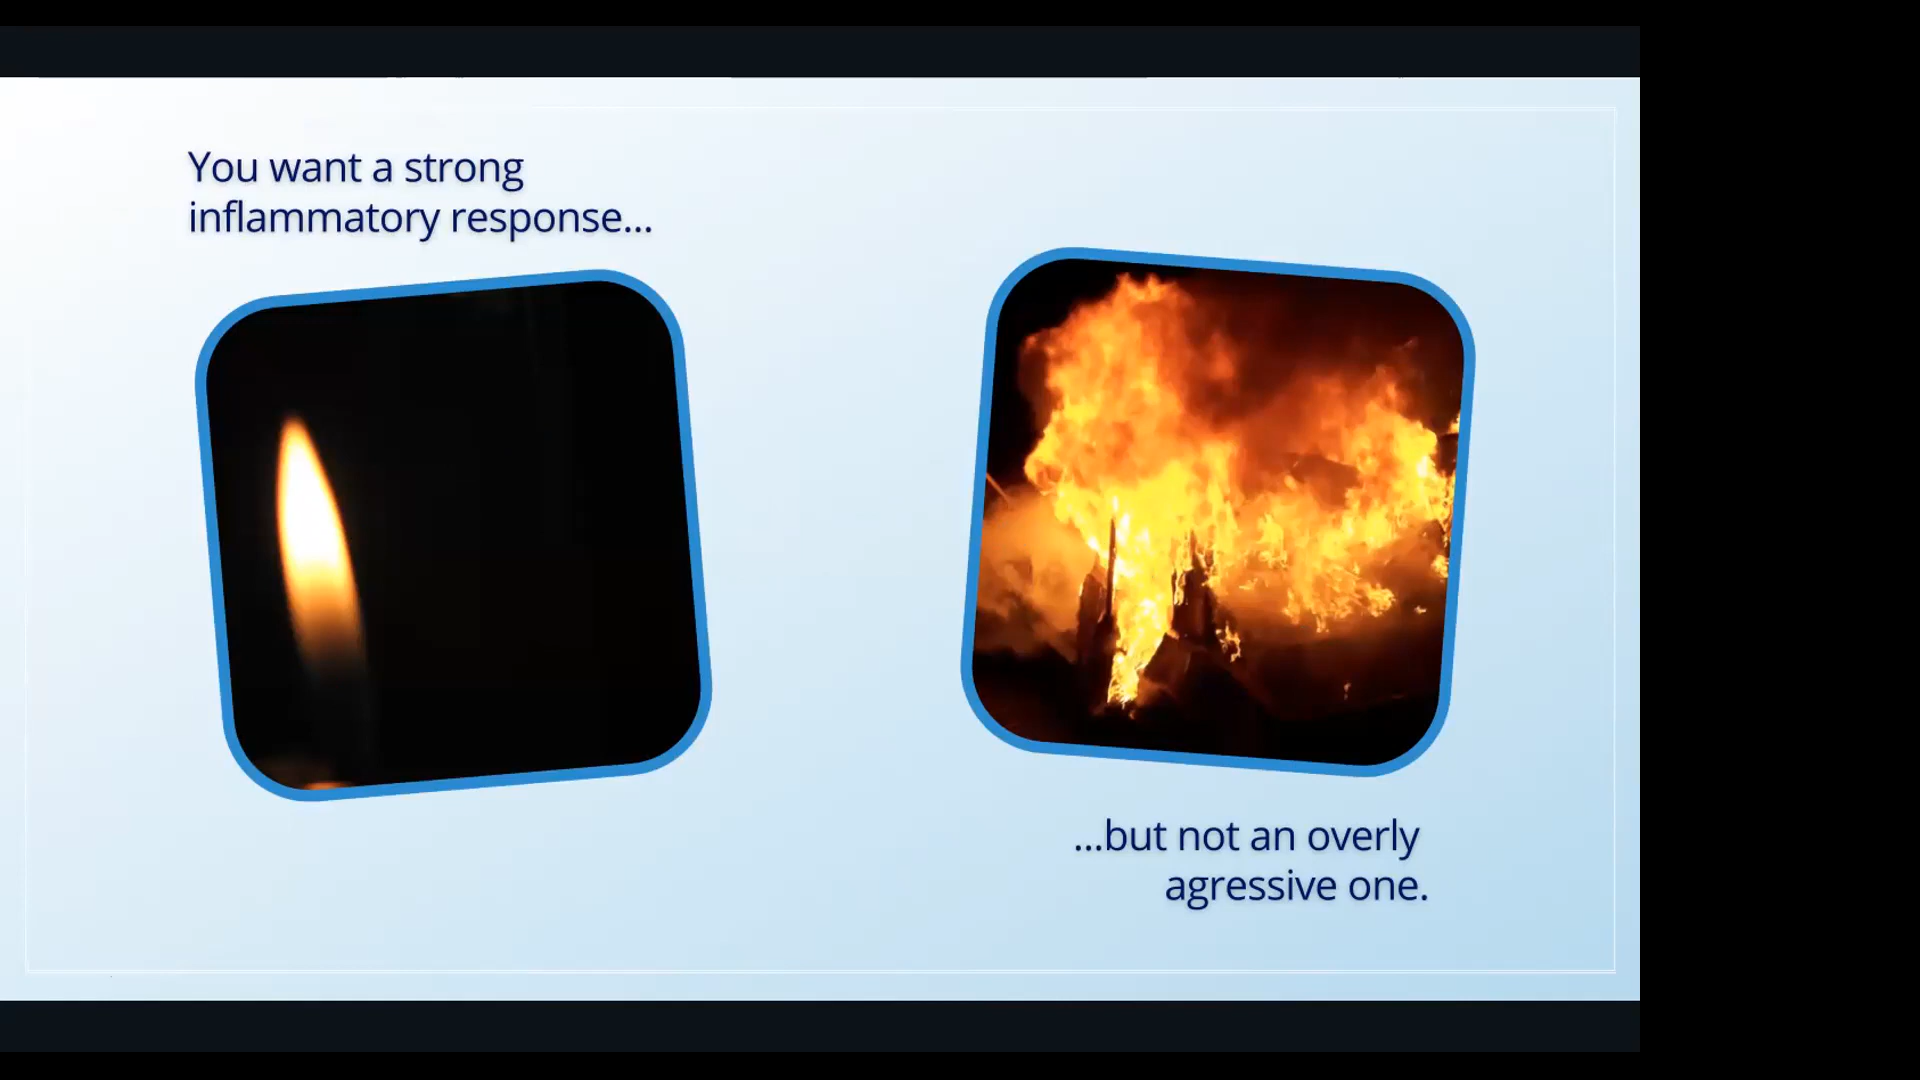 You want a strong
inflammatory response...
...but not an overly
agressive one.